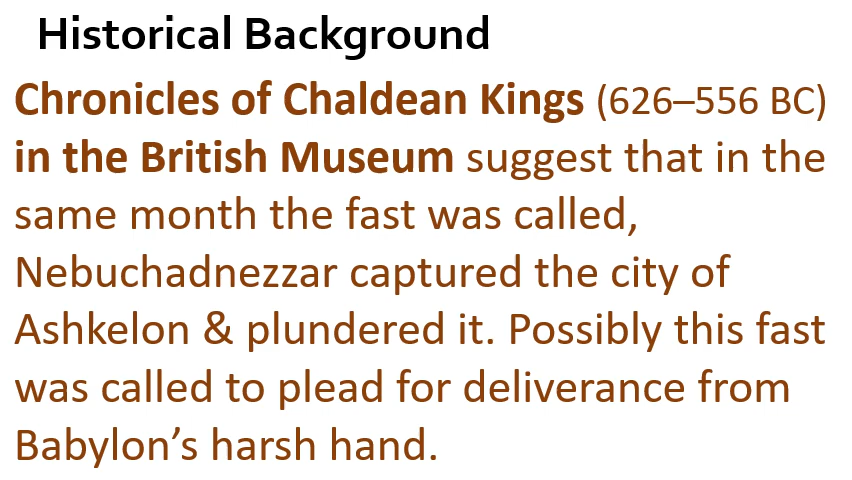 Historical Background
Chronicles of Chaldean Kings (626–556 BC)
in the British Museum suggest that in the
same month the fast was called,
Nebuchadnezzar captured the city of
Ashkelon & plundered it. Possibly this fast
was called to plead for deliverance from
Babylon’s harsh hand.